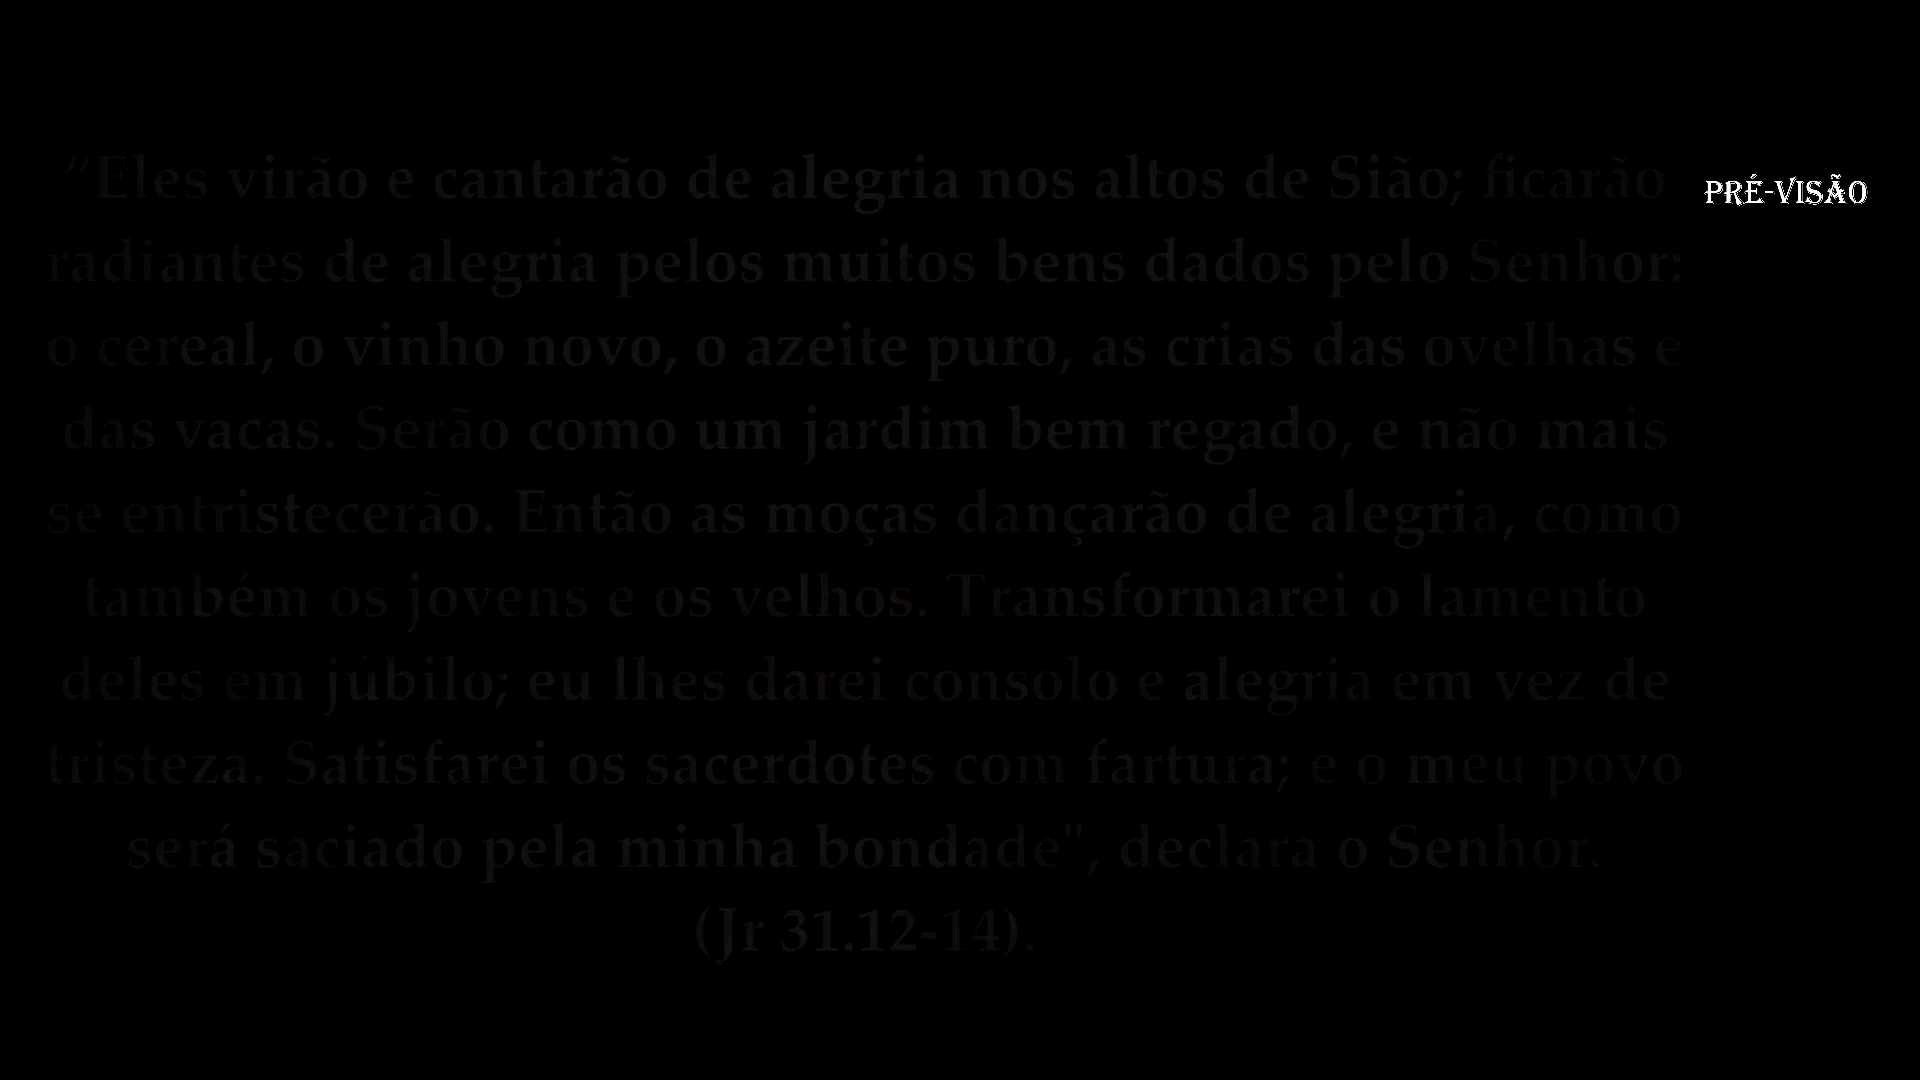 “Eles virão e cantarão de alegria nos altos de Sião; ficarão
PRÉ-VISÃO
radiantes de alegria pelos muitos bens dados pelo Senhor:
o cereal, o vinho novo, o azeite puro, as crias das ovelhas e
das vacas. Serão como um jardim bem regado, e não mais
se entristecerão. Então as moças dançarão de alegria, como
também os jovens e os velhos. Transformarei o lamento
deles em júbilo; eu lhes darei consolo e alegria em vez de
tristeza. Satisfarei os sacerdotes com fartura; e o meu povo
será saciado pela minha bondade", declara o Senhor.
(Jr 31.12-14).